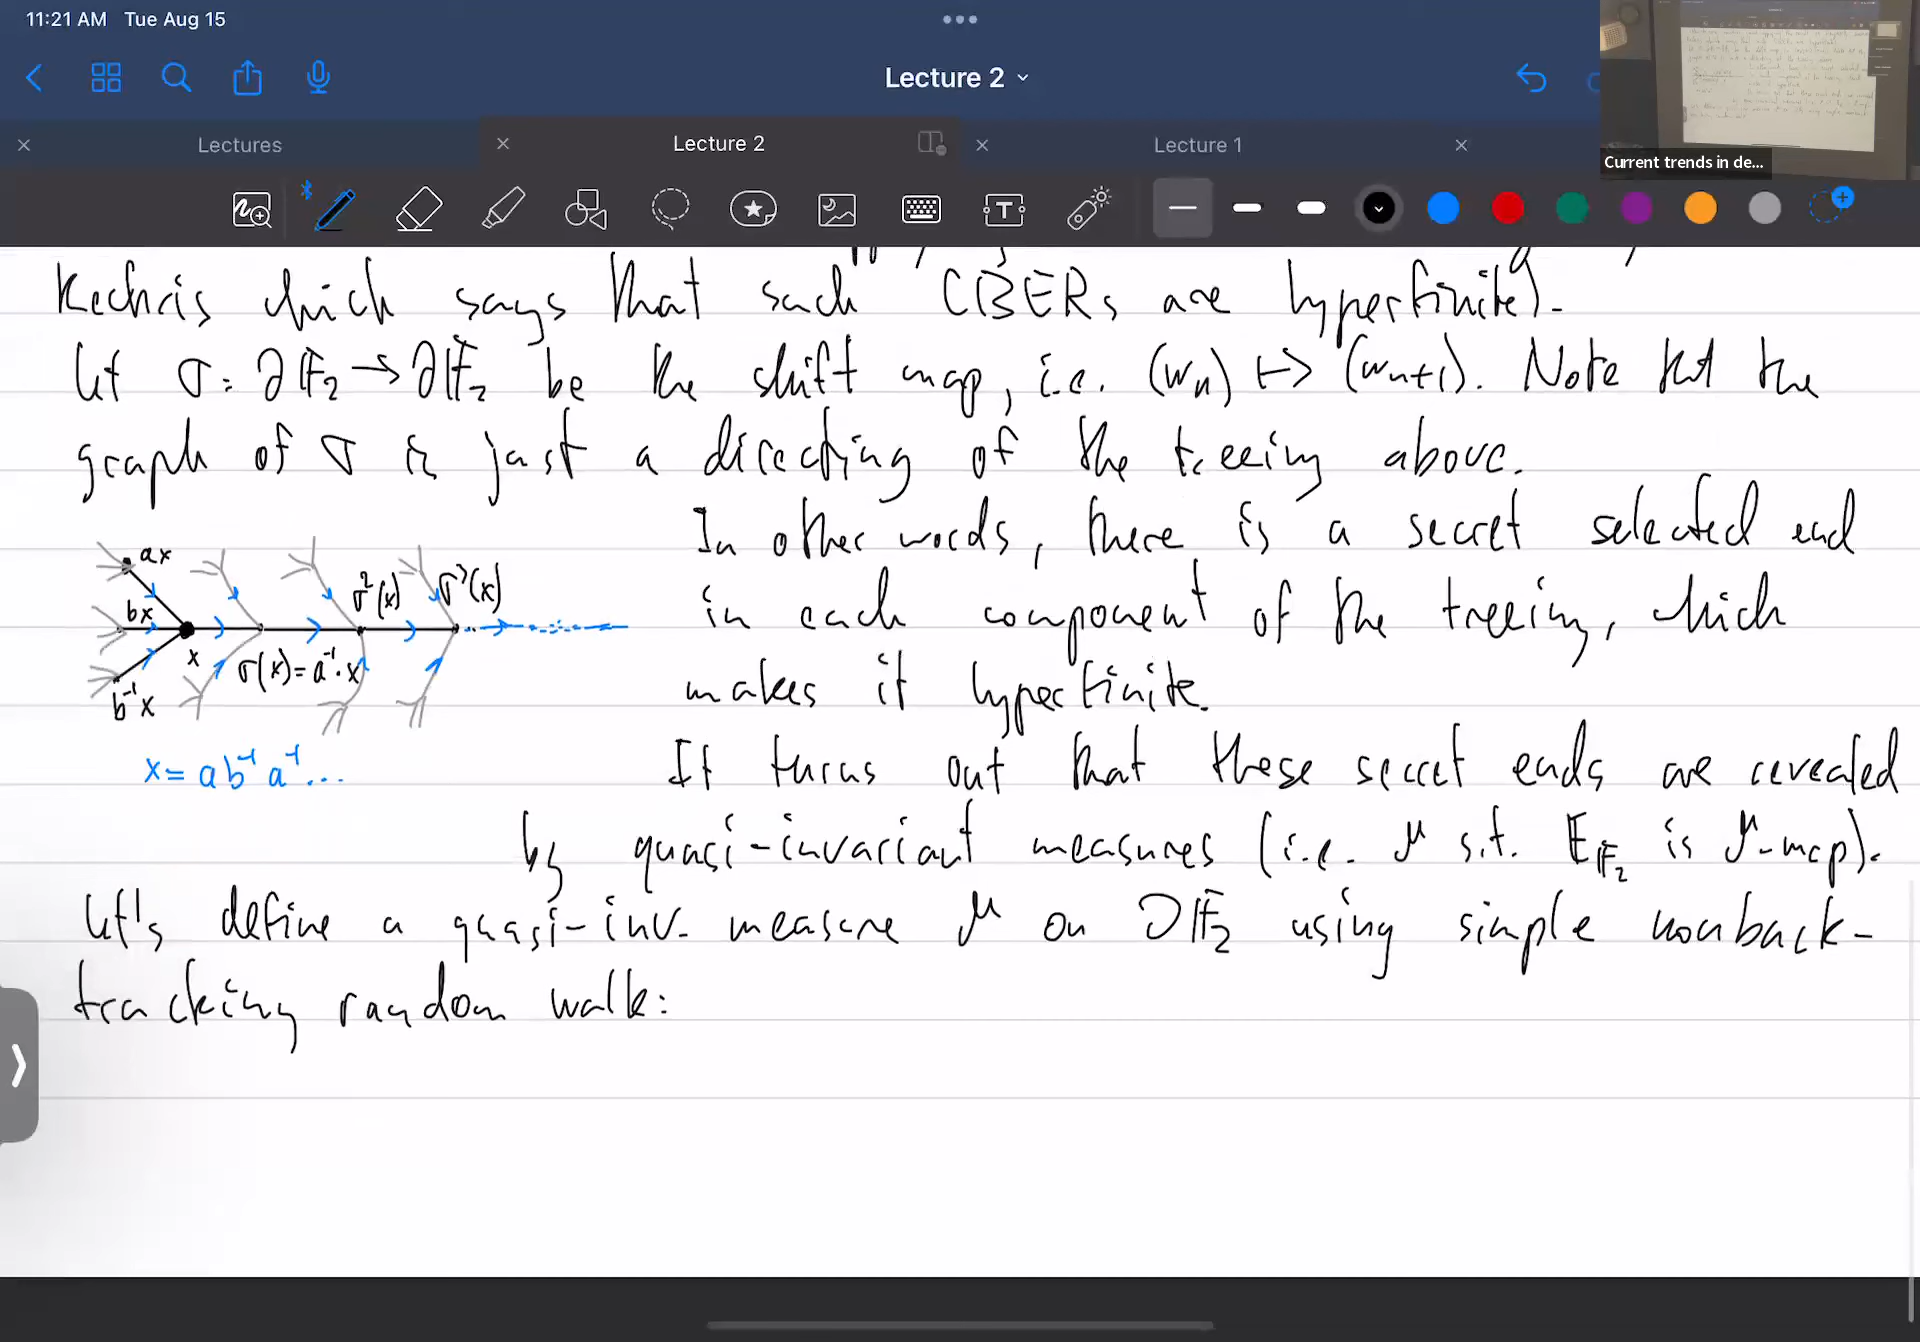 11:21 AM Tue Aug 15
Lecture 2
Lectures
Lecture 2
Lecture 1
Current trends in de...
Kechris which says that such CBERs are hyperfinite).
Let σ: ∂𝔽₂ → ∂𝔽₂ be the shift map, i.e. (wₙ) ↦ (wₙ₊₁). Note that the
graph of σ is just a directing of the treeing above.
In other words, there is a secret selected end
in each component of the treeing, which
makes it hyperfinite.
ax
bx
b⁻¹x
x
σ(x) = a⁻¹·x
σ²(x)
σ³(x)
x = ab⁻¹a⁻¹...
It turns out that these secret ends are revealed
by quasi-invariant measures (i.e. μ s.t. E_𝔽₂ is μ-mcp).
Let's define a quasi-inv. measure μ on ∂𝔽₂ using simple nonback-
tracking random walk: